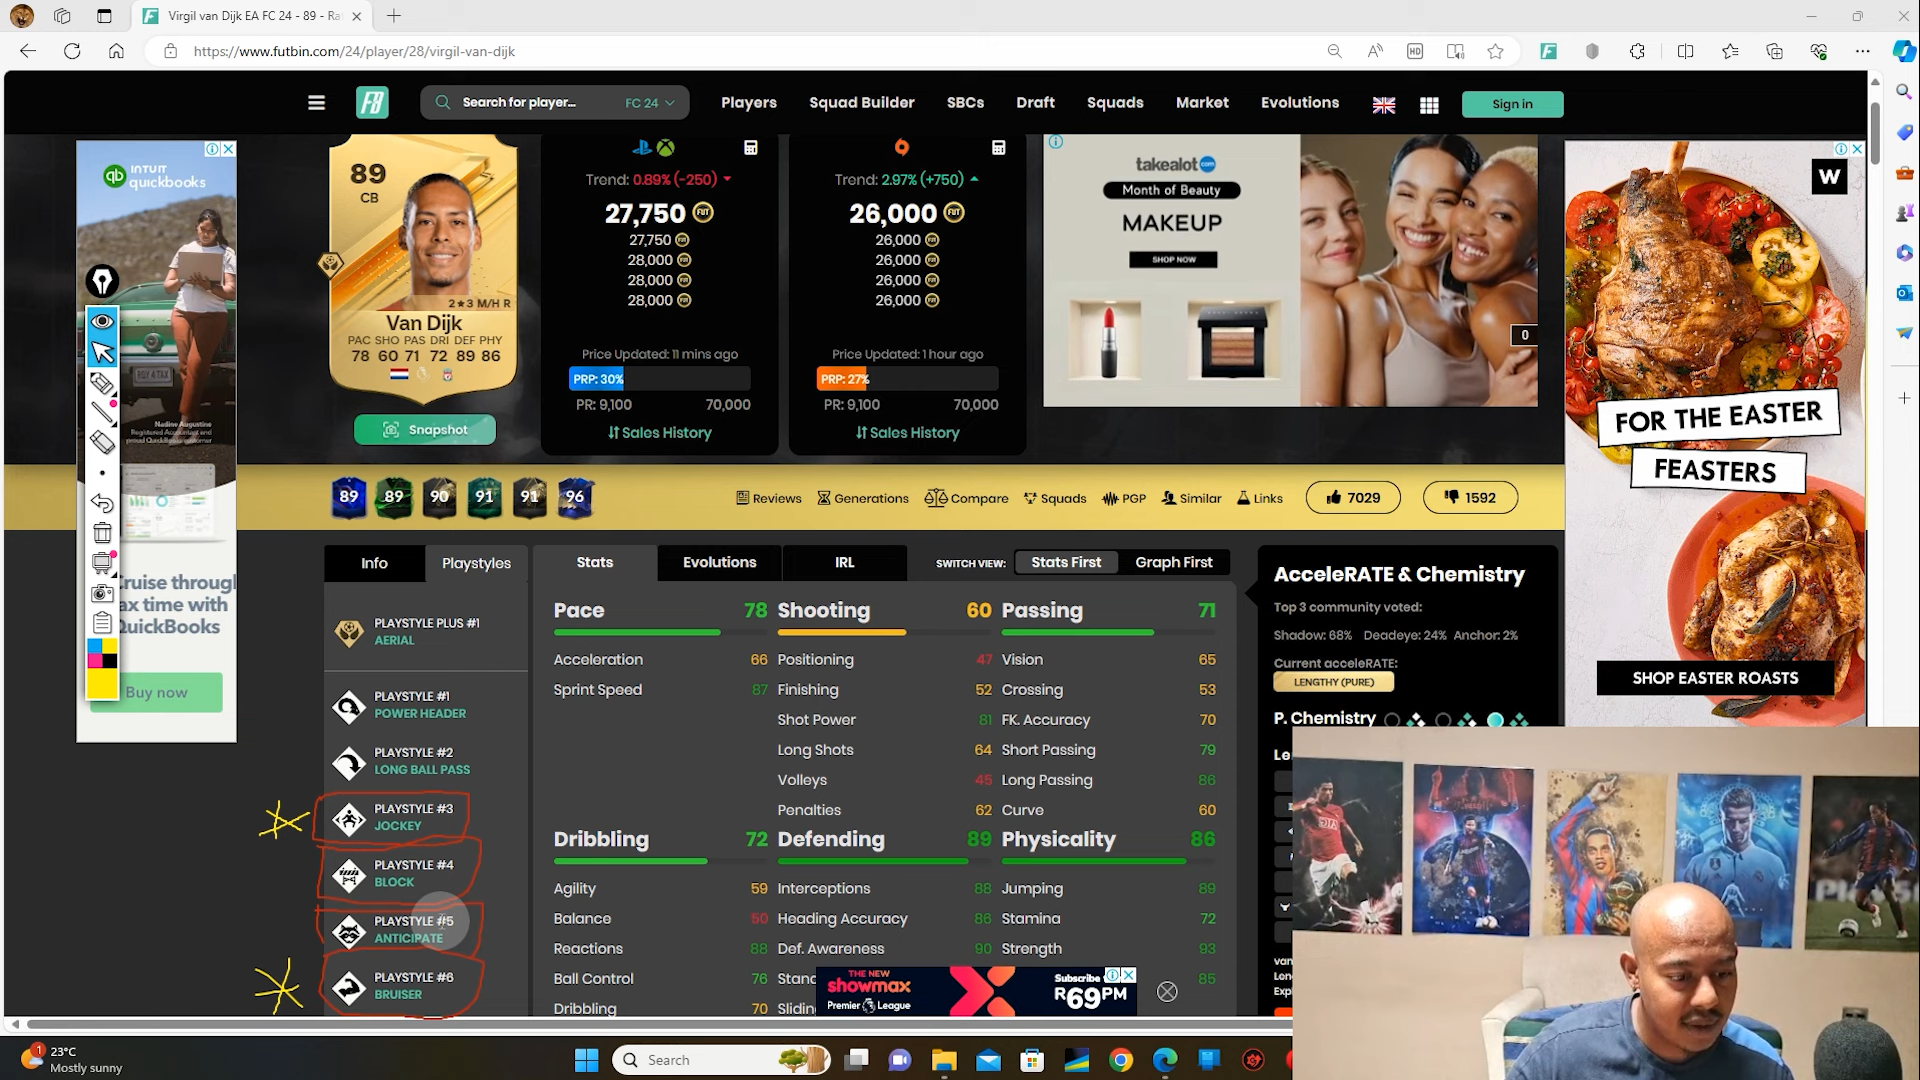 Virgil van Dijk EA FC 24 - 89 - Ra
https://www.futbin.com/24/player/28/virgil-van-dijk
Search for player...
FC 24
Players
Squad Builder
SBCs
Draft
Squads
Market
Evolutions
Sign in
INTUIT
quickbooks
Nadine Augustine
Cruise through
tax time with
QuickBooks
Buy now
89
CB
2★3 M/H R
Van Dijk
PAC SHO PAS DRI DEF PHY
78 60 71 72 89 86
Snapshot
Trend: 0.89% (-250)
27,750
27,750
28,000
28,000
28,000
Price Updated: 11 mins ago
PRP: 30%
PR: 9,100
70,000
Sales History
Trend: 2.97% (+750)
26,000
26,000
26,000
26,000
26,000
Price Updated: 1 hour ago
PRP: 27%
PR: 9,100
70,000
Sales History
takealot.com
Month of Beauty
MAKEUP
SHOP NOW
0
W
FOR THE EASTER
FEASTERS
SHOP EASTER ROASTS
89 89 90 91 91 96
Reviews
Generations
Compare
Squads
PGP
Similar
Links
7029
1592
Info
Playstyles
PLAYSTYLE PLUS #1
AERIAL
PLAYSTYLE #1
POWER HEADER
PLAYSTYLE #2
LONG BALL PASS
PLAYSTYLE #3
JOCKEY
PLAYSTYLE #4
BLOCK
PLAYSTYLE #5
ANTICIPATE
PLAYSTYLE #6
BRUISER
Stats
Evolutions
IRL
SWITCH VIEW:
Stats First
Graph First
Pace 78
Acceleration 66
Sprint Speed 87
Shooting 60
Positioning 47
Finishing 52
Shot Power 81
Long Shots 64
Volleys 45
Penalties 62
Passing 71
Vision 65
Crossing 53
FK. Accuracy 70
Short Passing 79
Long Passing 86
Curve 60
Dribbling 72
Agility 59
Balance 50
Reactions 88
Ball Control 76
Dribbling 70
Defending 89
Interceptions 88
Heading Accuracy 86
Def. Awareness 90
Physicality 86
Jumping 89
Stamina 72
Strength 93
85
AcceleRATE & Chemistry
Top 3 community voted:
Shadow: 68% Deadeye: 24% Anchor: 2%
Current acceleRATE:
LENGTHY (PURE)
P. Chemistry
THE NEW
showmax
Premier League
Subscribe
R69PM
1
23°C
Mostly sunny
Search